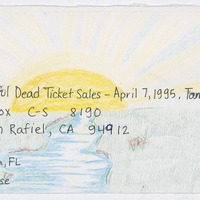 ful Dead Ticket Sales - April 7, 1995, Tam
ox C-S 8190
n Rafiel, CA 94912
, FL
se